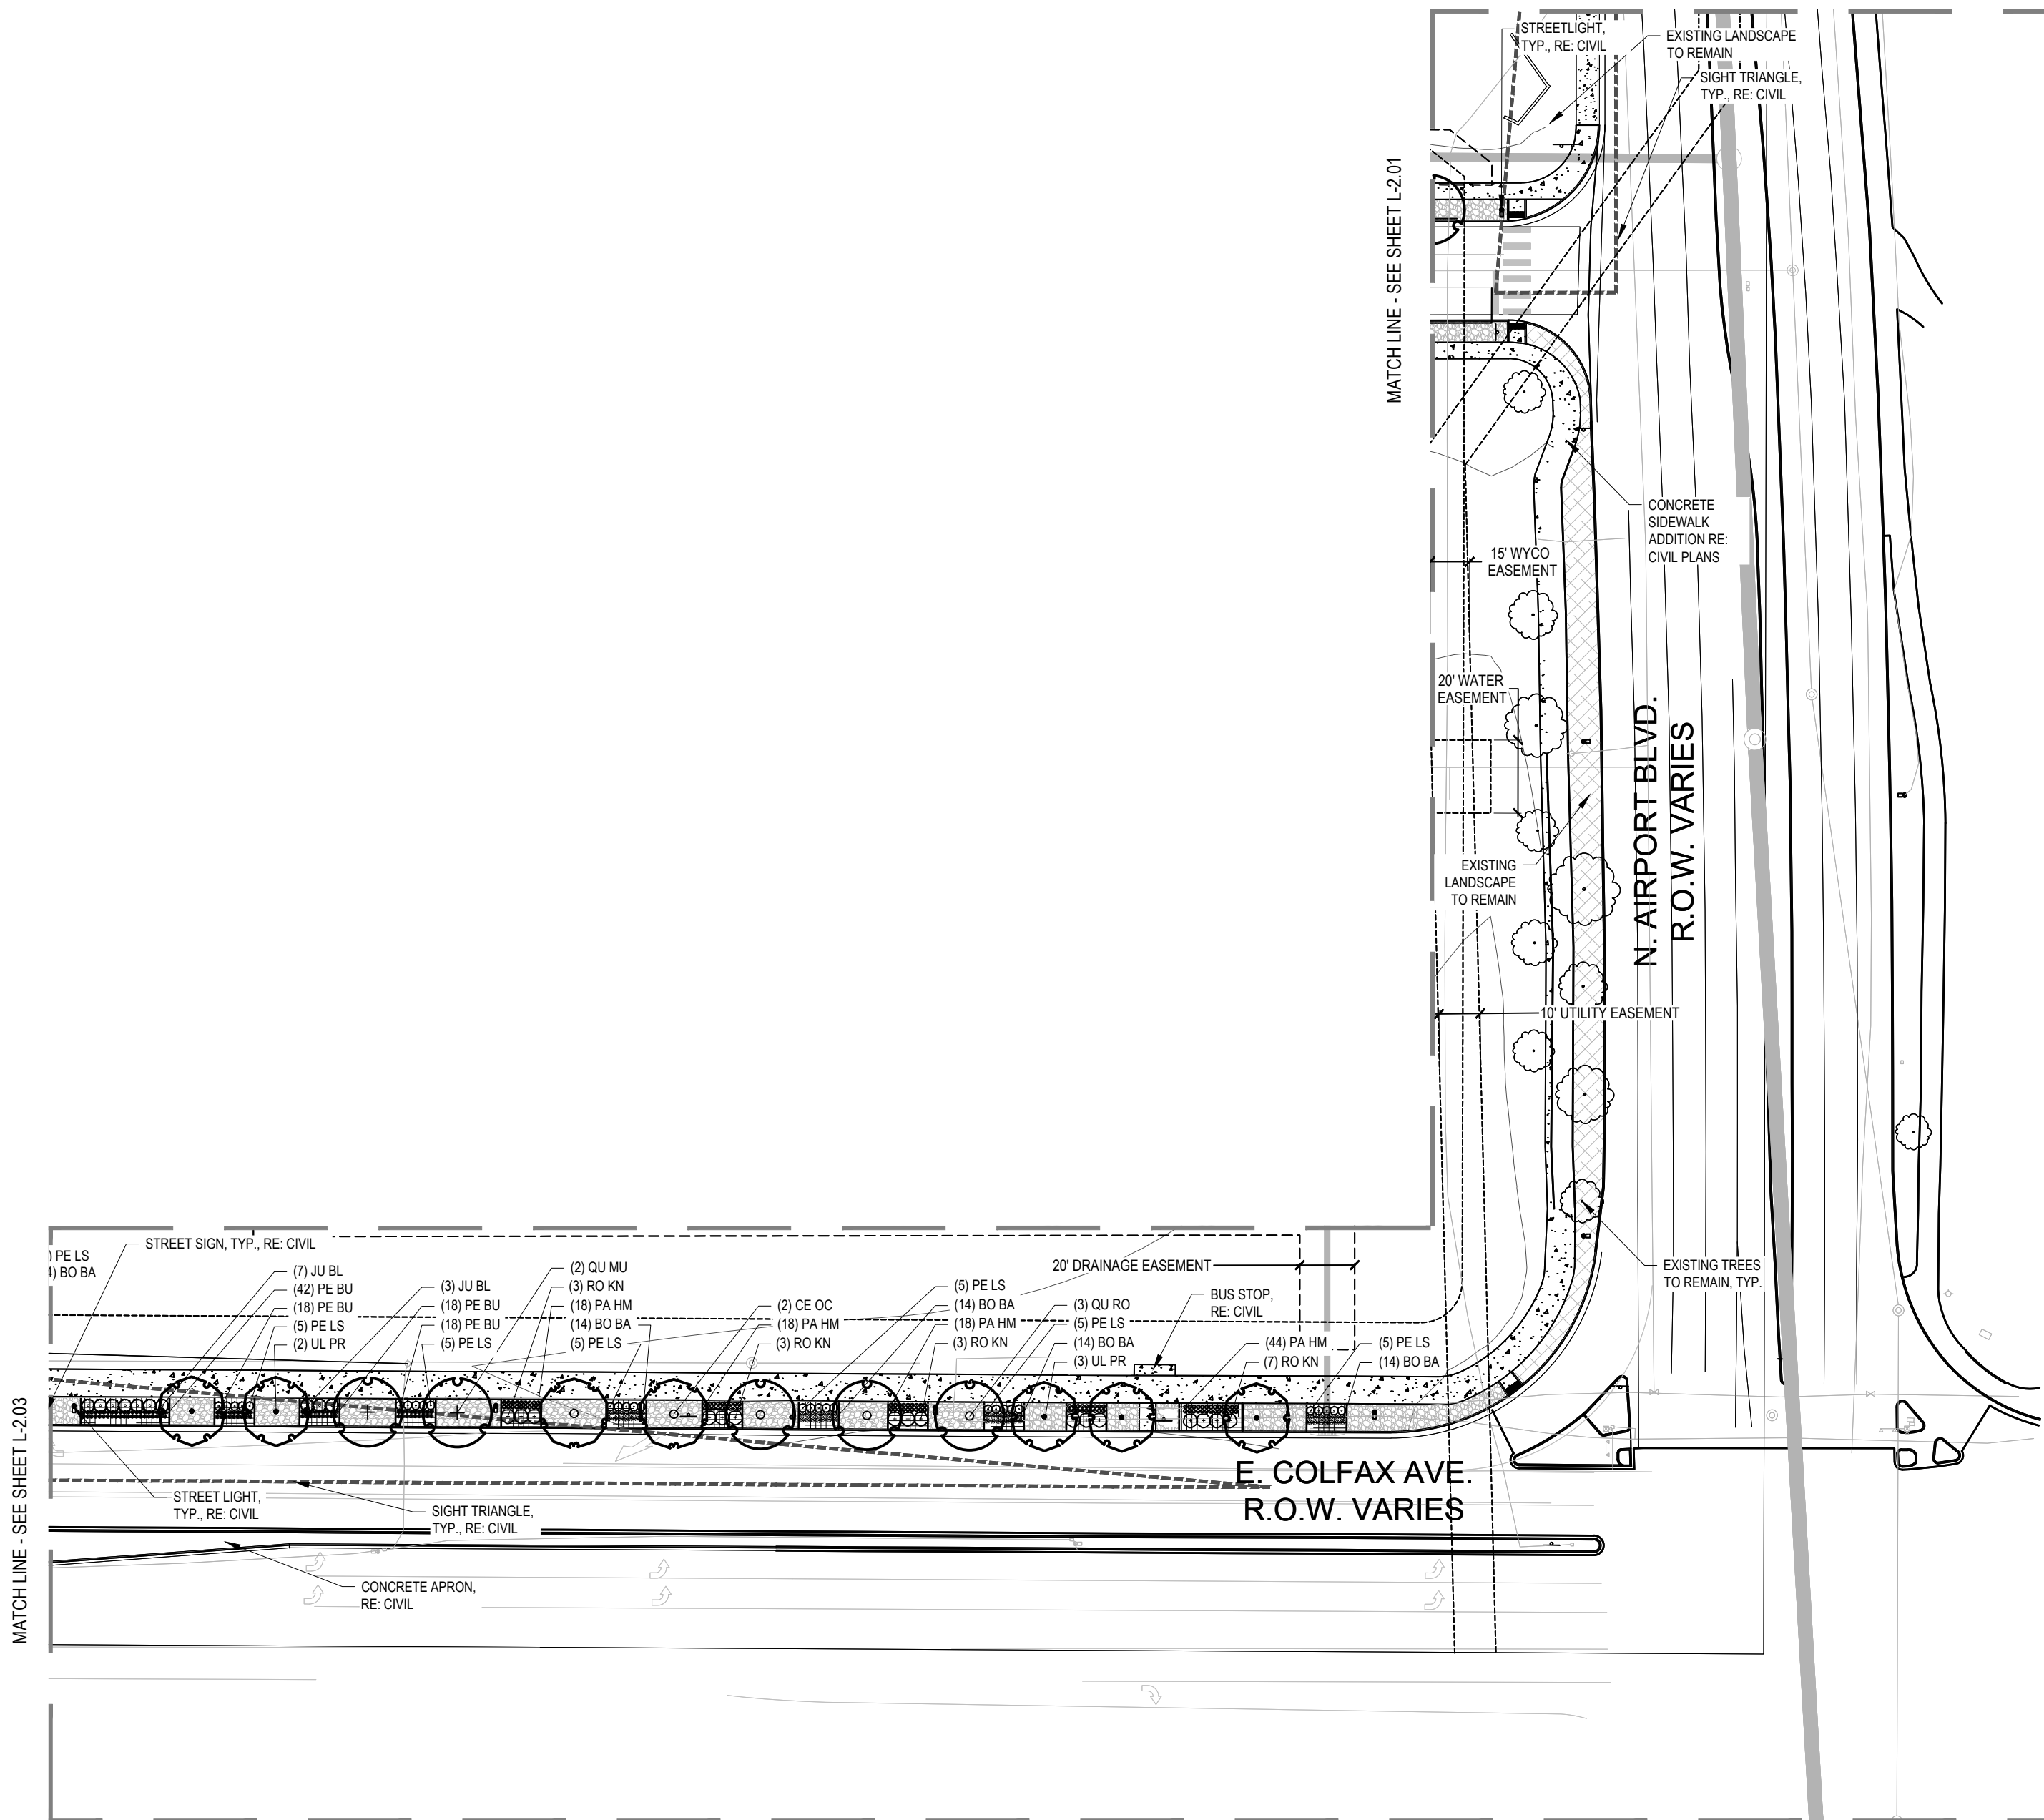 STREETLIGHT,
TYP., RE: CIVIL
EXISTING LANDSCAPE
TO REMAIN
SIGHT TRIANGLE,
TYP., RE: CIVIL
MATCH LINE - SEE SHEET L-2.01
CONCRETE
SIDEWALK
ADDITION RE:
CIVIL PLANS
15' WYCO
EASEMENT
20' WATER
EASEMENT
N. AIRPORT BLVD.
R.O.W. VARIES
EXISTING
LANDSCAPE
TO REMAIN
10' UTILITY EASEMENT
EXISTING TREES
TO REMAIN, TYP.
) PE LS
4) BO BA
STREET SIGN, TYP., RE: CIVIL
(7) JU BL
(42) PE BU
(18) PE BU
(5) PE LS
(2) UL PR
(3) JU BL
(18) PE BU
(18) PE BU
(5) PE LS
(2) QU MU
(3) RO KN
(18) PA HM
(14) BO BA
(5) PE LS
(2) CE OC
(18) PA HM
(3) RO KN
(5) PE LS
(14) BO BA
(18) PA HM
(3) RO KN
20' DRAINAGE EASEMENT
(3) QU RO
(5) PE LS
(14) BO BA
(3) UL PR
BUS STOP,
RE: CIVIL
(44) PA HM
(7) RO KN
(5) PE LS
(14) BO BA
MATCH LINE - SEE SHEET L-2.03
E. COLFAX AVE.
R.O.W. VARIES
STREET LIGHT,
TYP., RE: CIVIL
SIGHT TRIANGLE,
TYP., RE: CIVIL
CONCRETE APRON,
RE: CIVIL